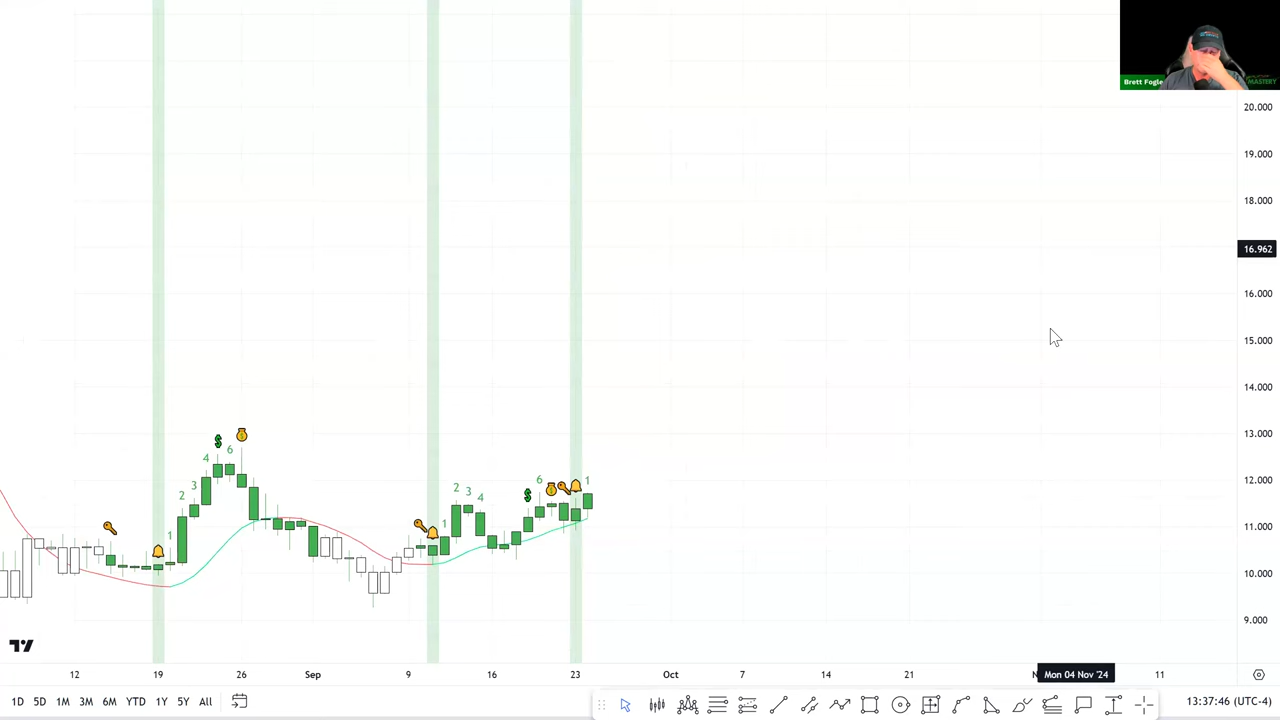 Brett Fogle
MASTERY
20.000
19.000
18.000
16.962
16.000
15.000
14.000
13.000
12.000
11.000
10.000
9.000
1
2
3
4
$
6
$
1
2
3
4
$
6
$
1
12
19
26
Sep
9
16
23
Oct
7
14
21
N
Mon 04 Nov '24
11
1D
5D
1M
3M
6M
YTD
1Y
5Y
All
13:37:46 (UTC-4)